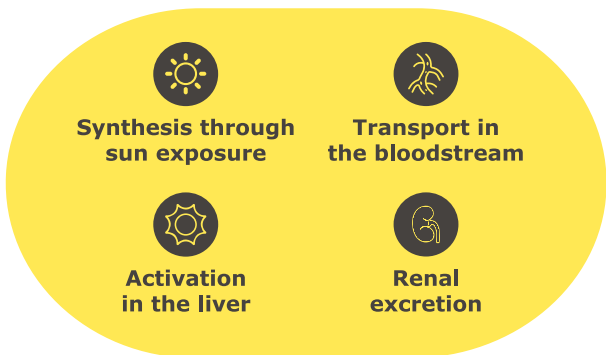 Synthesis through
sun exposure
Transport in
the bloodstream
Activation
in the liver
Renal
excretion